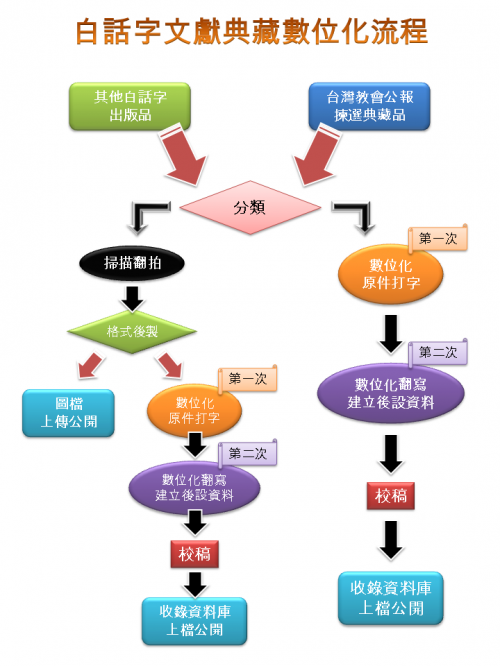 白話字文獻典藏數位化流程
其他白話字
出版品
台灣教會公報
揀選典藏品
分類
掃描翻拍
格式後製
圖檔
上傳公開
第一次
數位化
原件打字
第二次
數位化翻寫
建立後設資料
校稿
收錄資料庫
上檔公開
第一次
數位化
原件打字
第二次
數位化翻寫
建立後設資料
校稿
收錄資料庫
上檔公開